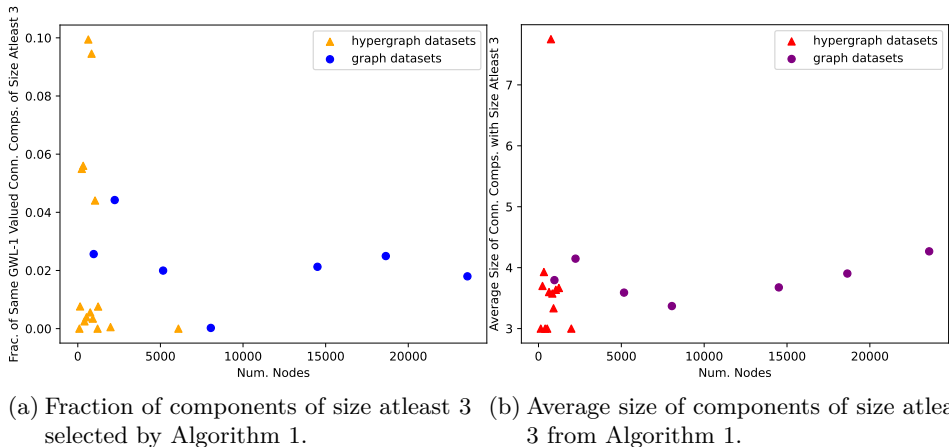 Frac. of Same GWL-1 Valued Conn. Comps. of Size Atleast 3
0.10
0.08
0.06
0.04
0.02
0.00
hypergraph datasets
graph datasets
0
5000
10000
15000
20000
Num. Nodes
Average Size of Conn. Comps. with Size Atleast 3
7
6
5
4
3
hypergraph datasets
graph datasets
0
5000
10000
15000
20000
Num. Nodes
(a) Fraction of components of size atleast 3
selected by Algorithm 1.
(b) Average size of components of size atlea
3 from Algorithm 1.